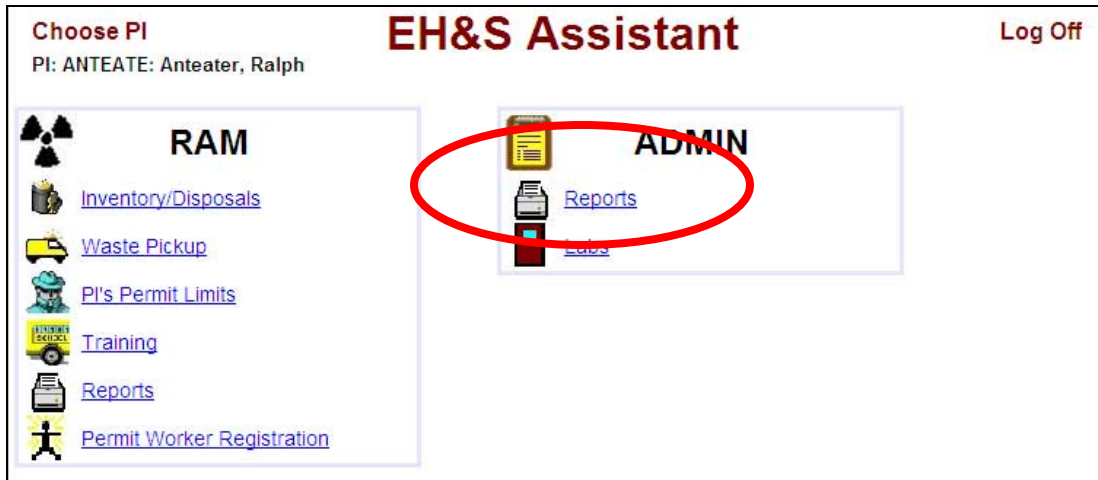 Choose PI
EH&S Assistant
Log Off
PI: ANTEATE: Anteater, Ralph
RAM
Inventory/Disposals
Waste Pickup
PI's Permit Limits
Training
Reports
Permit Worker Registration
ADMIN
Reports
Labs